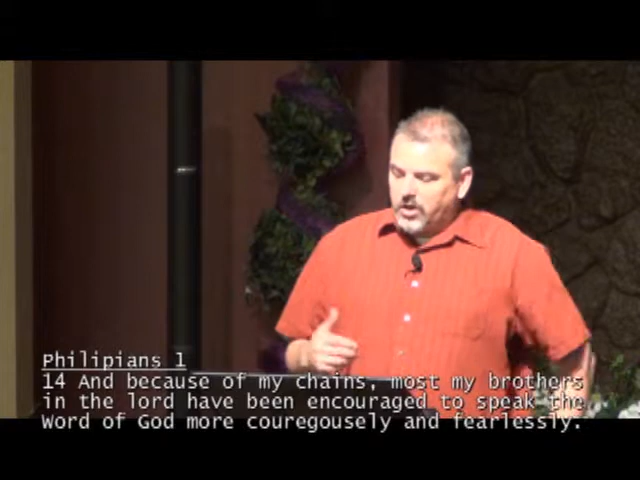 Philipians 1
14 And because of my chains, most my brothers
in the lord have been encouraged to speak the
Word of God more couregousely and fearlessly.